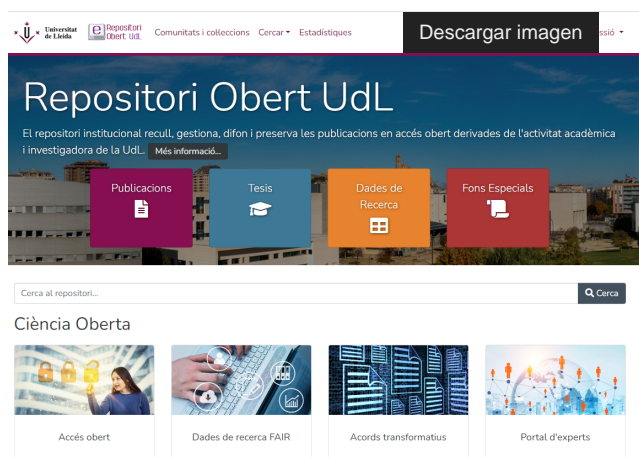 Universitat
de Lleida
Repositori
Obert UdL
Comunitats i col·leccions Cercar Estadístiques
Descargar imagen
ssió
Repositori Obert UdL
El repositori institucional recull, gestiona, difon i preserva les publicacions en accés obert derivades de l'activitat acadèmica
i investigadora de la UdL. Més informació...
Publicacions
Tesis
Dades de
Recerca
Fons Especials
Cerca al repositori...
Cerca
Ciència Oberta
Accés obert
Dades de recerca FAIR
Acords transformatius
Portal d'experts